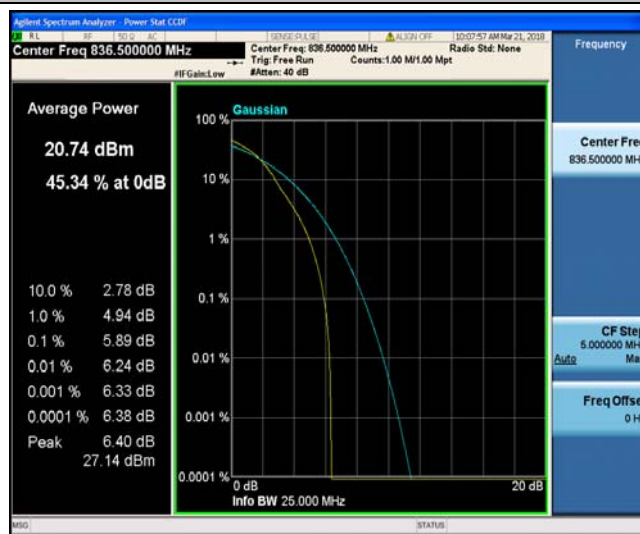 Agilent Spectrum Analyzer - Power Stat CCDF
RL RF 50 Ω AC SENSE:PULSE ALIGN OFF 10:07:57 AM Mar 21, 2018
Center Freq 836.500000 MHz
Center Freq: 836.500000 MHz Radio Std: None
Trig: Free Run Counts:1.00 M/1.00 Mpt
#IFGain:Low #Atten: 40 dB
Frequency
Average Power
20.74 dBm
45.34 % at 0dB
10.0 % 2.78 dB
1.0 % 4.94 dB
0.1 % 5.89 dB
0.01 % 6.24 dB
0.001 % 6.33 dB
0.0001 % 6.38 dB
Peak 6.40 dB
27.14 dBm
Gaussian
100 %
10 %
1 %
0.1 %
0.01 %
0.001 %
0.0001 %
0 dB 20 dB
Info BW 25.000 MHz
Center Fre
836.500000 MH
CF Ste
5.000000 MH
Auto Ma
Freq Offse
0 H
MSG STATUS